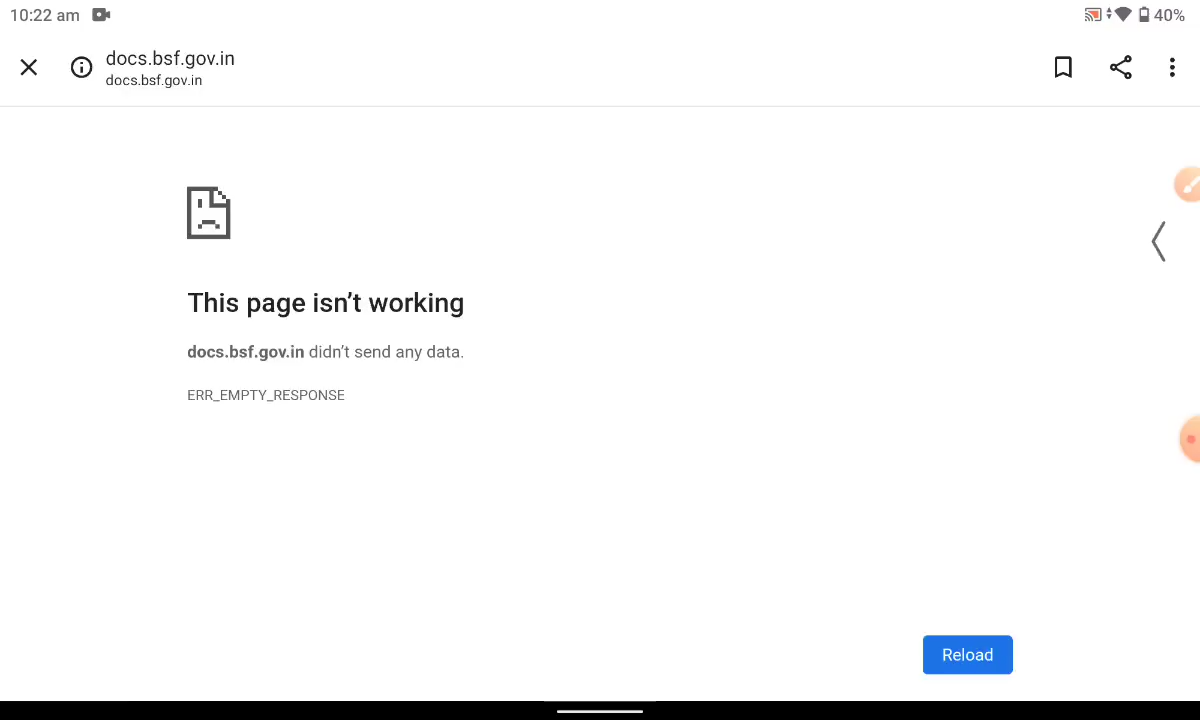 10:22 am
40%
docs.bsf.gov.in
docs.bsf.gov.in
This page isn’t working
docs.bsf.gov.in didn’t send any data.
ERR_EMPTY_RESPONSE
Reload